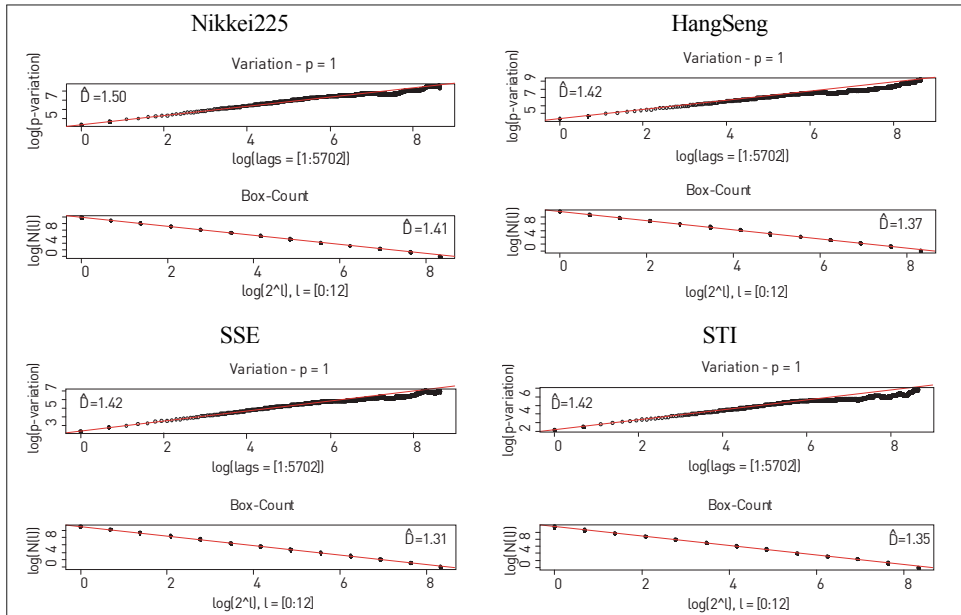 Nikkei225
Variation - p = 1
log(p-variation)
5 7
D̂ =1.50
0 2 4 6 8
log(lags = [1:5702])
Box-Count
log(N(l))
0 4 8
D̂ =1.41
0 2 4 6 8
log(2^l), l = [0:12]
HangSeng
Variation - p = 1
log(p-variation)
5 7 9
D̂ =1.42
0 2 4 6 8
log(lags = [1:5702])
Box-Count
log(N(l))
0 4 8
D̂ =1.37
0 2 4 6 8
log(2^l), l = [0:12]
SSE
Variation - p = 1
log(p-variation)
3 5 7
D̂=1.42
0 2 4 6 8
log(lags = [1:5702])
Box-Count
log(N(l))
0 4 8
D̂=1.31
0 2 4 6 8
log(2^l), l = [0:12]
STI
Variation - p = 1
log(p-variation)
2 4 6
D̂=1.42
0 2 4 6 8
log(lags = [1:5702])
Box-Count
log(N(l))
0 4 8
D̂=1.35
0 2 4 6 8
log(2^l), l = [0:12]